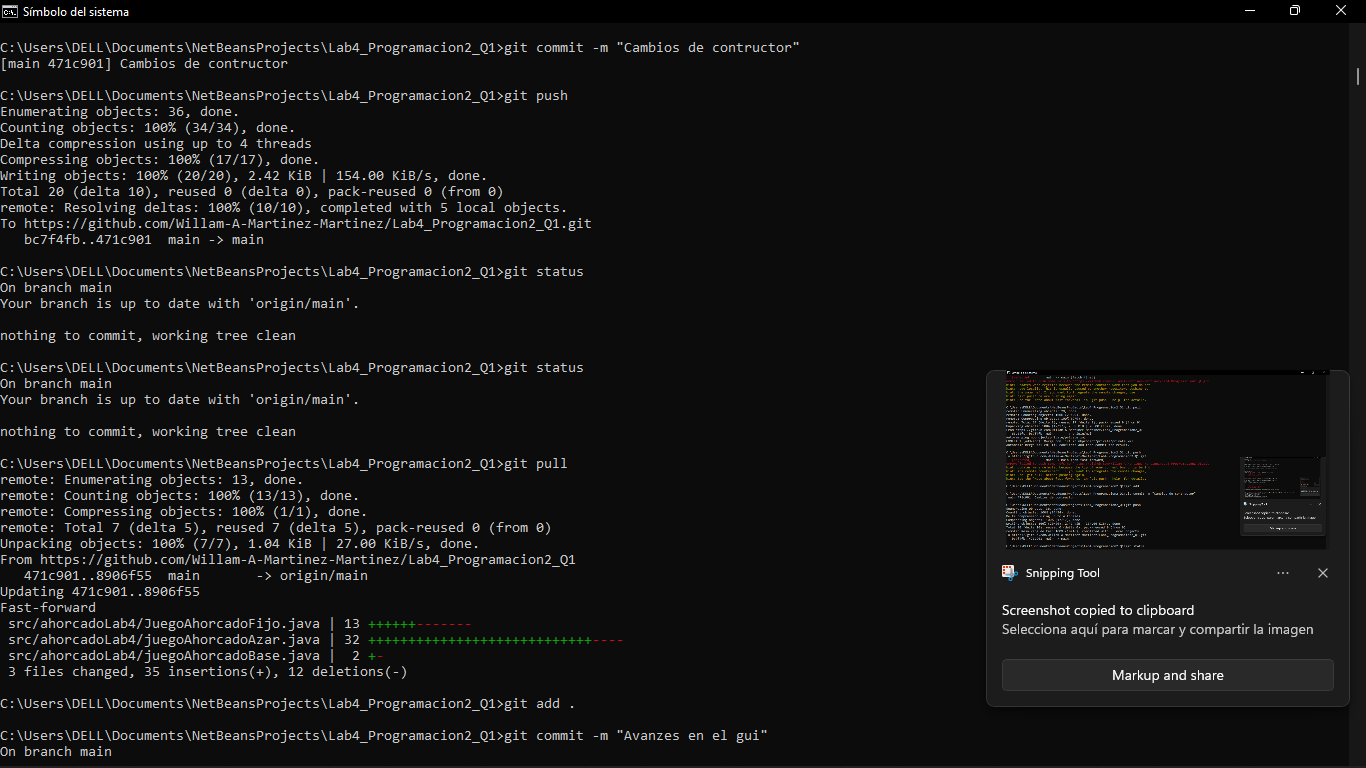 Símbolo del sistema
C:\Users\DELL\Documents\NetBeansProjects\Lab4_Programacion2_Q1>git commit -m "Cambios de contructor"
[main 471c901] Cambios de contructor
C:\Users\DELL\Documents\NetBeansProjects\Lab4_Programacion2_Q1>git push
Enumerating objects: 36, done.
Counting objects: 100% (34/34), done.
Delta compression using up to 4 threads
Compressing objects: 100% (17/17), done.
Writing objects: 100% (20/20), 2.42 KiB | 154.00 KiB/s, done.
Total 20 (delta 10), reused 0 (delta 0), pack-reused 0 (from 0)
remote: Resolving deltas: 100% (10/10), completed with 5 local objects.
To https://github.com/Willam-A-Martinez-Martinez/Lab4_Programacion2_Q1.git
   bc7f4fb..471c901  main -> main
C:\Users\DELL\Documents\NetBeansProjects\Lab4_Programacion2_Q1>git status
On branch main
Your branch is up to date with 'origin/main'.
nothing to commit, working tree clean
C:\Users\DELL\Documents\NetBeansProjects\Lab4_Programacion2_Q1>git status
On branch main
Your branch is up to date with 'origin/main'.
nothing to commit, working tree clean
C:\Users\DELL\Documents\NetBeansProjects\Lab4_Programacion2_Q1>git pull
remote: Enumerating objects: 13, done.
remote: Counting objects: 100% (13/13), done.
remote: Compressing objects: 100% (1/1), done.
remote: Total 7 (delta 5), reused 7 (delta 5), pack-reused 0 (from 0)
Unpacking objects: 100% (7/7), 1.04 KiB | 27.00 KiB/s, done.
From https://github.com/Willam-A-Martinez-Martinez/Lab4_Programacion2_Q1
   471c901..8906f55  main       -> origin/main
Updating 471c901..8906f55
Fast-forward
 src/ahorcadoLab4/JuegoAhorcadoFijo.java | 13 ++++++-------
 src/ahorcadoLab4/juegoAhorcadoAzar.java | 32 ++++++++++++++++++++++++++++----
 src/ahorcadoLab4/juegoAhorcadoBase.java |  2 +-
 3 files changed, 35 insertions(+), 12 deletions(-)
C:\Users\DELL\Documents\NetBeansProjects\Lab4_Programacion2_Q1>git add .
C:\Users\DELL\Documents\NetBeansProjects\Lab4_Programacion2_Q1>git commit -m "Avanzes en el gui"
On branch main
Snipping Tool
Screenshot copied to clipboard
Selecciona aquí para marcar y compartir la imagen
Markup and share